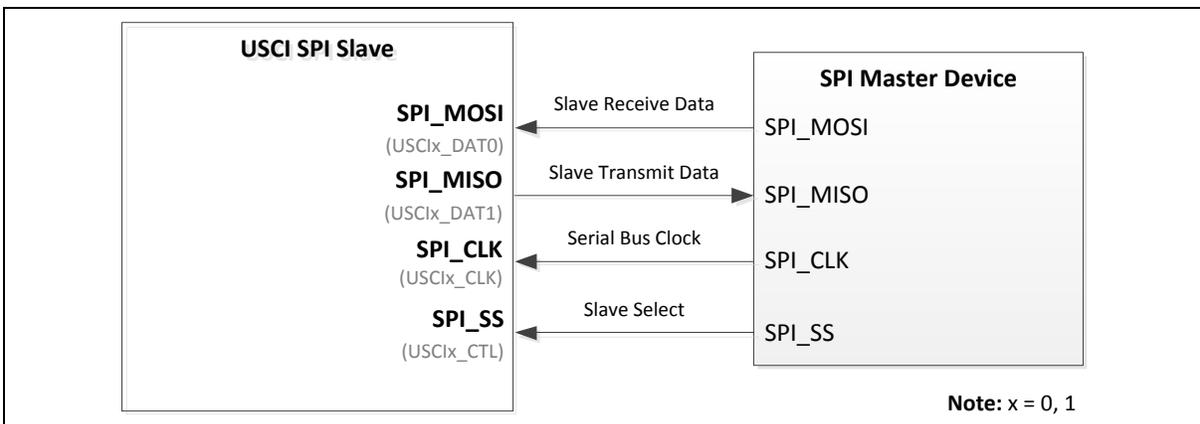 USCI SPI Slave
SPI_MOSI
(USCIx_DAT0)
SPI_MISO
(USCIx_DAT1)
SPI_CLK
(USCIx_CLK)
SPI_SS
(USCIx_CTL)
Slave Receive Data
Slave Transmit Data
Serial Bus Clock
Slave Select
SPI Master Device
SPI_MOSI
SPI_MISO
SPI_CLK
SPI_SS
Note: x = 0, 1